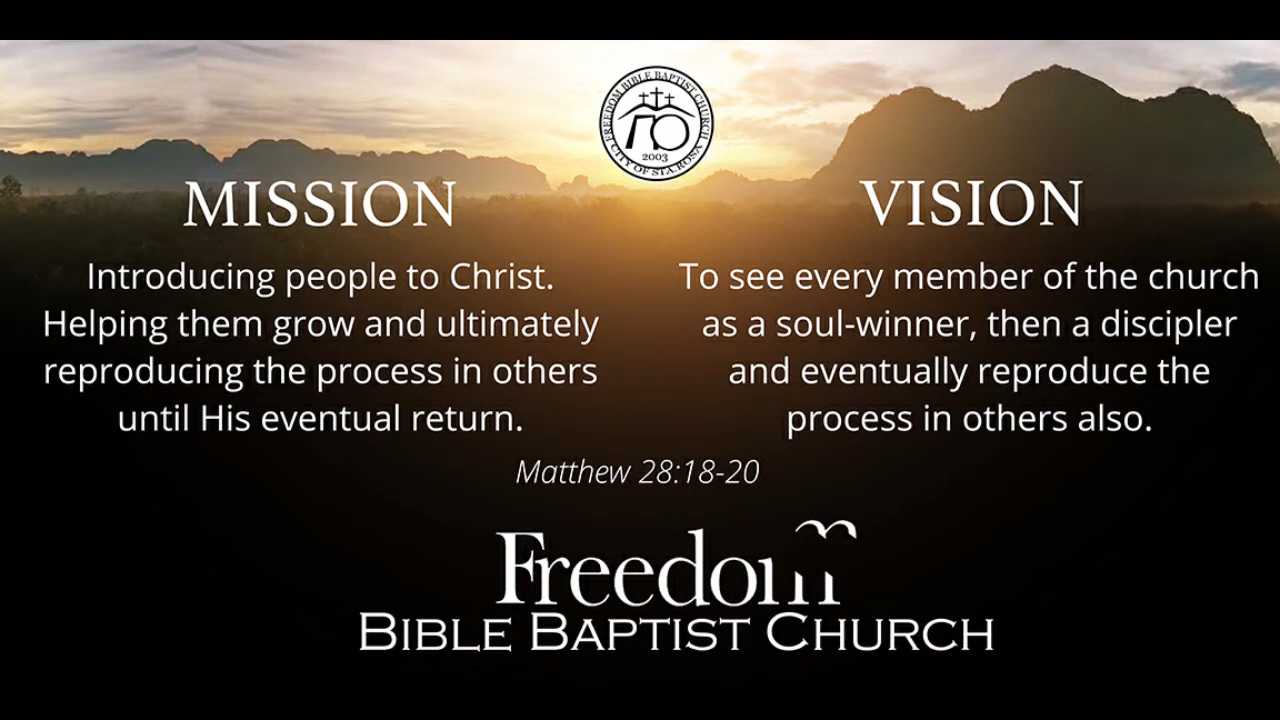 FREEDOM BIBLE BAPTIST CHURCH
2003
CITY OF STA. ROSA
MISSION
Introducing people to Christ.
Helping them grow and ultimately
reproducing the process in others
until His eventual return.
VISION
To see every member of the church
as a soul-winner, then a discipler
and eventually reproduce the
process in others also.
Matthew 28:18-20
Freedom
BIBLE BAPTIST CHURCH